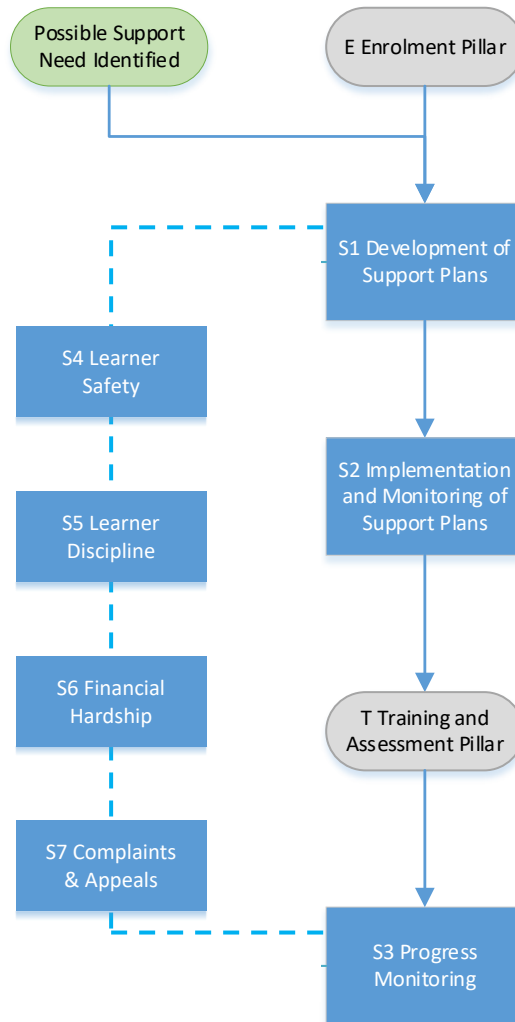 Possible Support
Need Identified
E Enrolment Pillar
S1 Development of
Support Plans
S4 Learner
Safety
S2 Implementation
and Monitoring of
Support Plans
S5 Learner
Discipline
S6 Financial
Hardship
T Training and
Assessment Pillar
S7 Complaints
& Appeals
S3 Progress
Monitoring